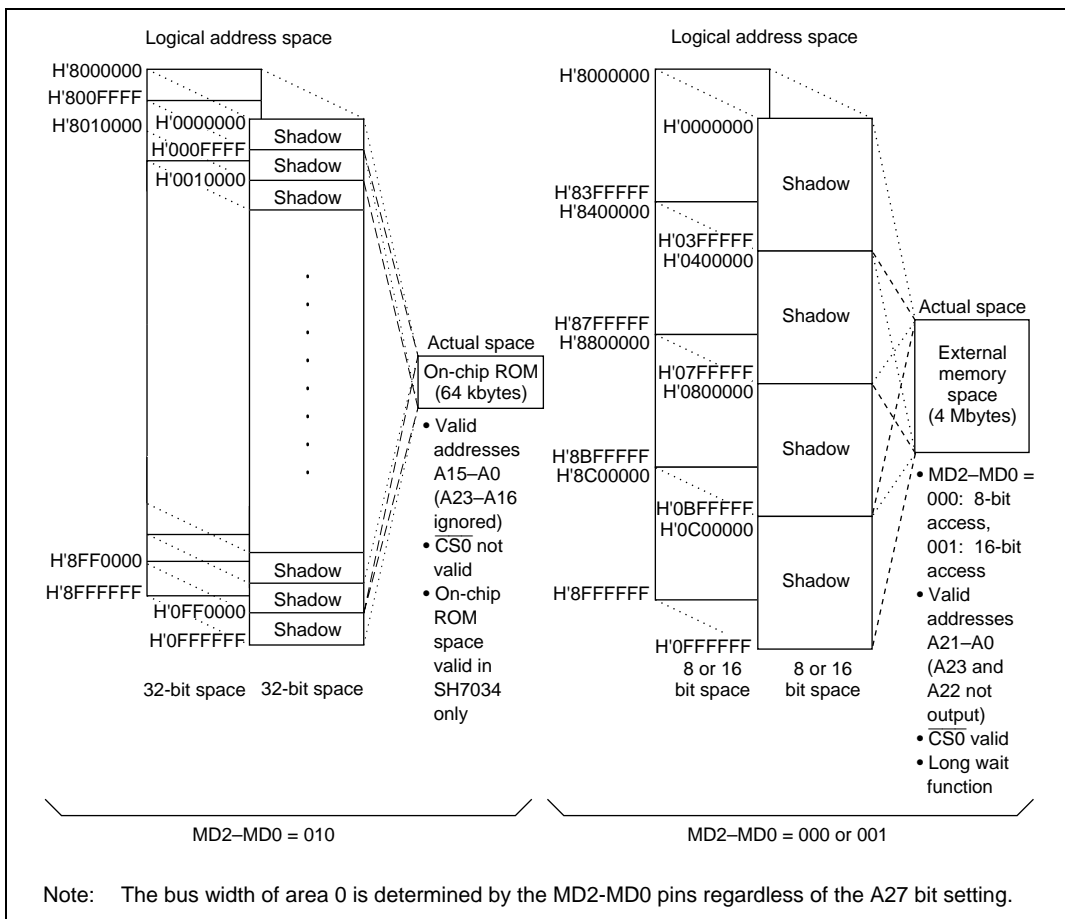 Logical address space
H'8000000
H'800FFFF
H'8010000
H'0000000
H'000FFFF
H'0010000
Shadow
Shadow
Shadow
Actual space
On-chip ROM
(64 kbytes)
• Valid
addresses
A15–A0
(A23–A16
ignored)
• CS0 not
valid
• On-chip
ROM
space
valid in
SH7034
only
H'8FF0000
H'8FFFFFF
H'0FF0000
H'0FFFFFF
Shadow
Shadow
Shadow
32-bit space
32-bit space
MD2–MD0 = 010
Logical address space
H'8000000
H'0000000
Shadow
H'83FFFFF
H'8400000
H'03FFFFF
H'0400000
Shadow
H'87FFFFF
H'8800000
H'07FFFFF
H'0800000
Shadow
H'8BFFFFF
H'8C00000
H'0BFFFFF
H'0C00000
Shadow
H'8FFFFFF
H'0FFFFFF
8 or 16
bit space
8 or 16
bit space
Actual space
External
memory
space
(4 Mbytes)
• MD2–MD0 =
000: 8-bit
access,
001: 16-bit
access
• Valid
addresses
A21–A0
(A23 and
A22 not
output)
• CS0 valid
• Long wait
function
MD2–MD0 = 000 or 001
Note: The bus width of area 0 is determined by the MD2-MD0 pins regardless of the A27 bit setting.